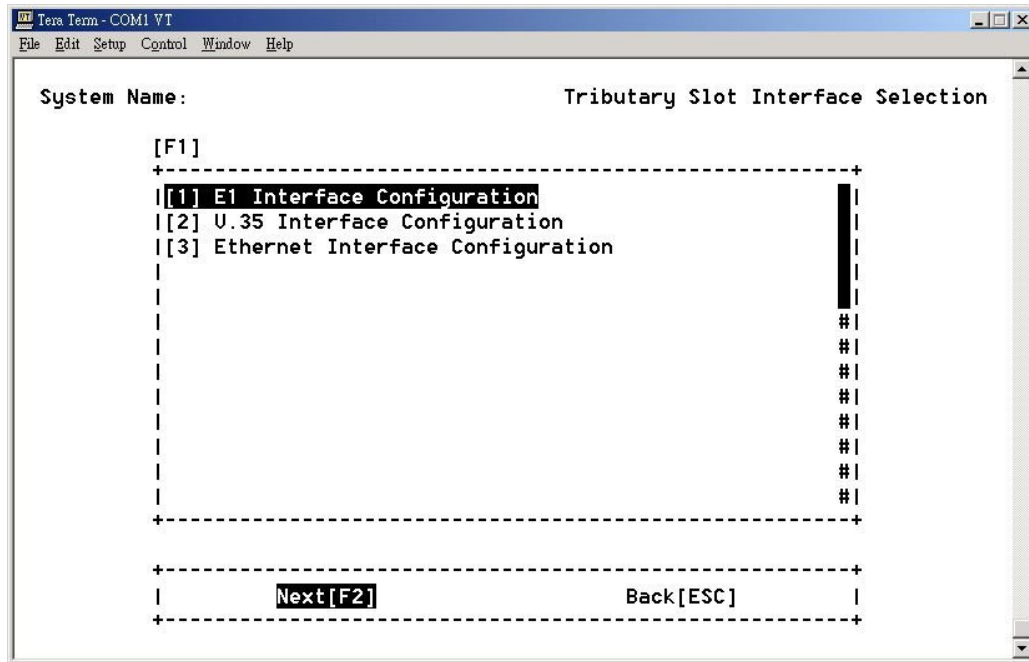 Tera Term - COM1 VT
File Edit Setup Control Window Help
System Name: Tributary Slot Interface Selection
[F1]
[1] E1 Interface Configuration
[2] V.35 Interface Configuration
[3] Ethernet Interface Configuration
#
#
#
#
#
#
#
#
Next[F2] Back[ESC]